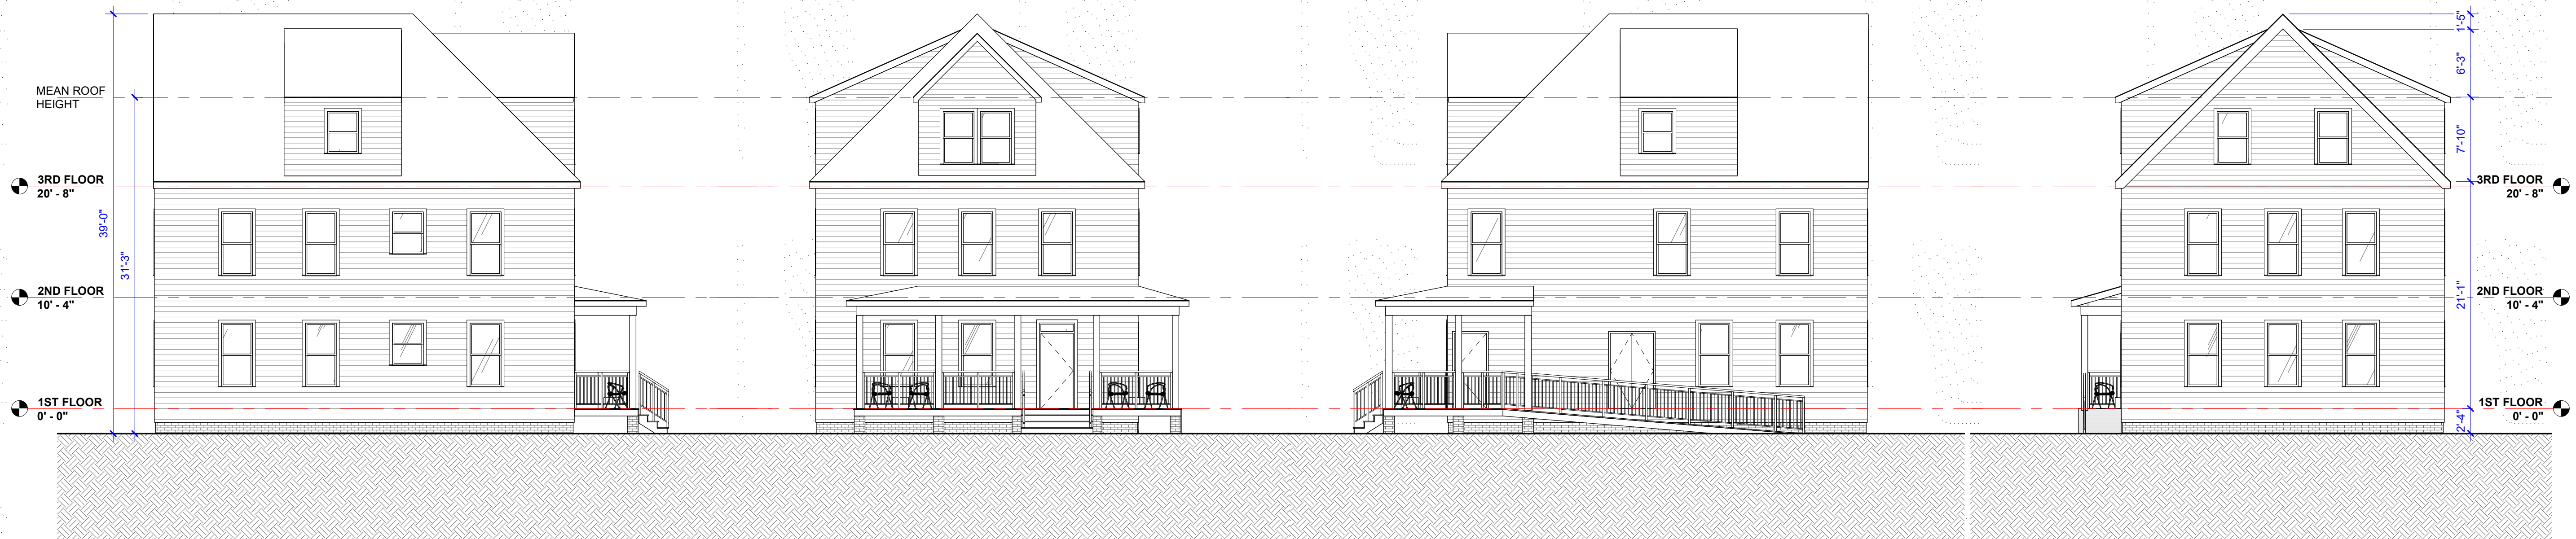 MEAN ROOF
HEIGHT
3RD FLOOR
20' - 8"
2ND FLOOR
10' - 4"
1ST FLOOR
0' - 0"
39'-0"
31'-3"
1'-5"
6'-3"
7'-10"
21'-1"
2'-4"
3RD FLOOR
20' - 8"
2ND FLOOR
10' - 4"
1ST FLOOR
0' - 0"